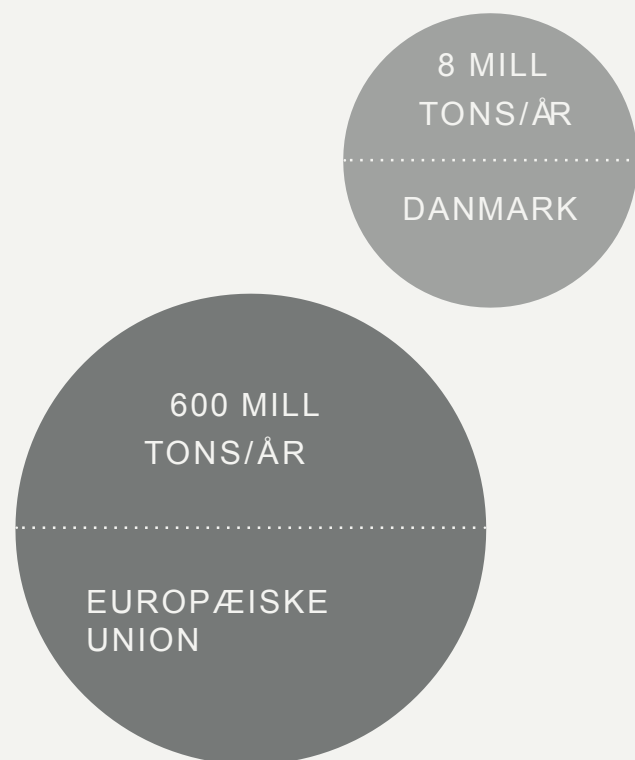 8 MILL
TONS/ÅR
DANMARK
600 MILL
TONS/ÅR
EUROPÆISKE
UNION